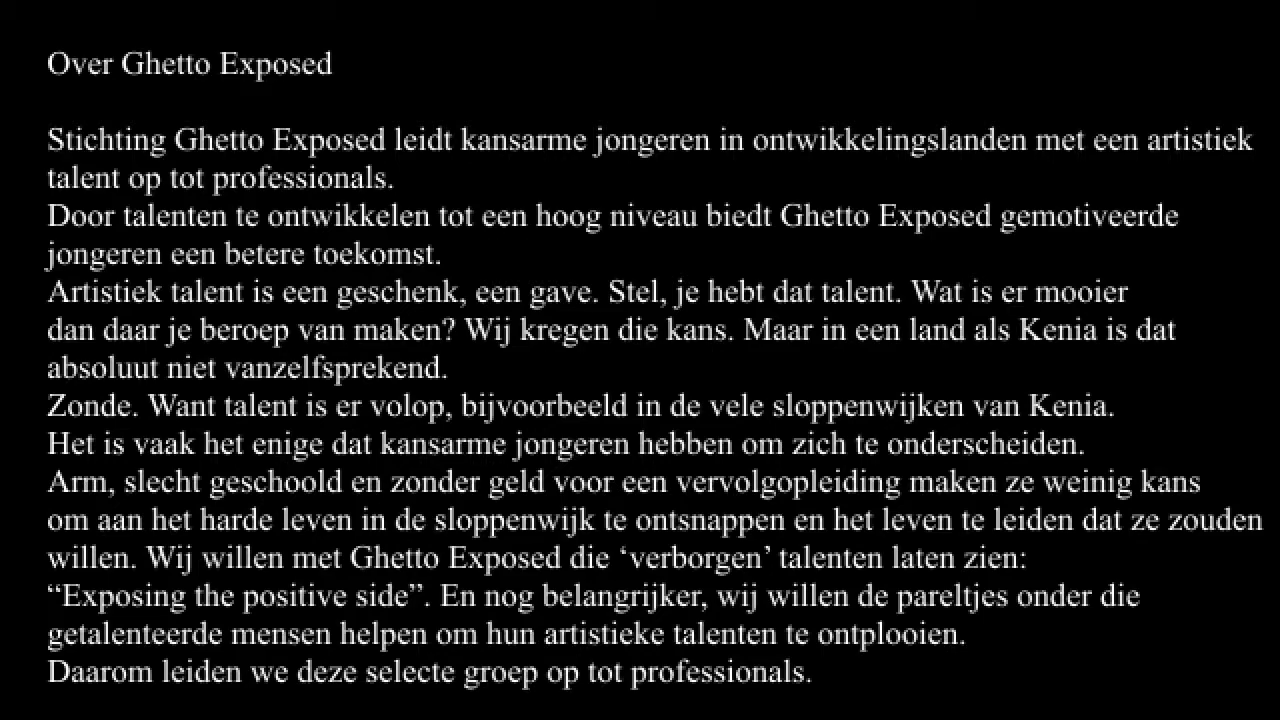 Over Ghetto Exposed
Stichting Ghetto Exposed leidt kansarme jongeren in ontwikkelingslanden met een artistiek
talent op tot professionals.
Door talenten te ontwikkelen tot een hoog niveau biedt Ghetto Exposed gemotiveerde
jongeren een betere toekomst.
Artistiek talent is een geschenk, een gave. Stel, je hebt dat talent. Wat is er mooier
dan daar je beroep van maken? Wij kregen die kans. Maar in een land als Kenia is dat
absoluut niet vanzelfsprekend.
Zonde. Want talent is er volop, bijvoorbeeld in de vele sloppenwijken van Kenia.
Het is vaak het enige dat kansarme jongeren hebben om zich te onderscheiden.
Arm, slecht geschoold en zonder geld voor een vervolgopleiding maken ze weinig kans
om aan het harde leven in de sloppenwijk te ontsnappen en het leven te leiden dat ze zouden
willen. Wij willen met Ghetto Exposed die ‘verborgen’ talenten laten zien:
“Exposing the positive side”. En nog belangrijker, wij willen de pareltjes onder die
getalenteerde mensen helpen om hun artistieke talenten te ontplooien.
Daarom leiden we deze selecte groep op tot professionals.